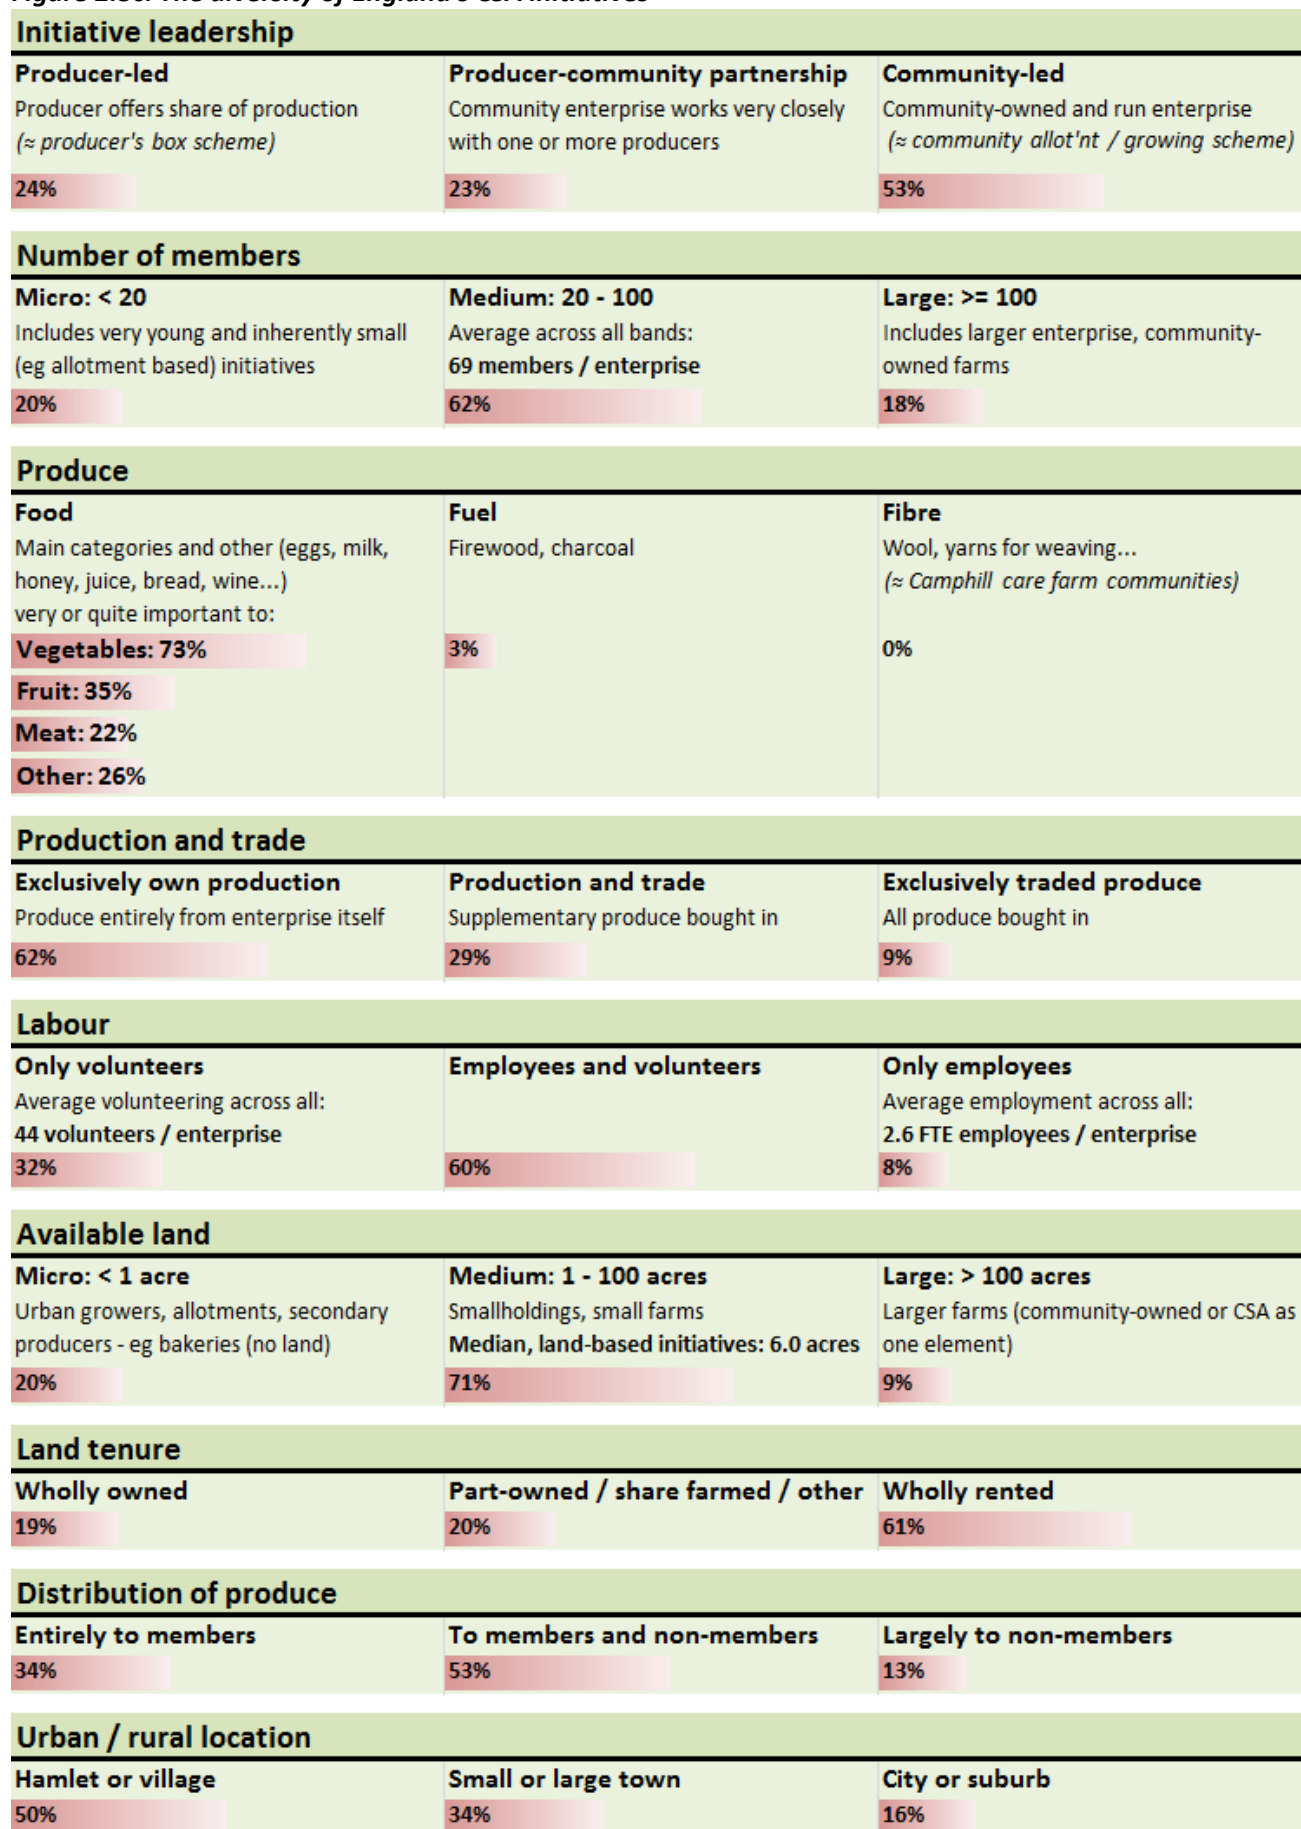 Figure The diversity of England's CSA initiatives
Initiative leadership
Producer-led
Producer offers share of production
(≈ producer's box scheme)
24%
Producer-community partnership
Community enterprise works very closely
with one or more producers
23%
Community-led
Community-owned and run enterprise
(≈ community allot'nt / growing scheme)
53%
Number of members
Micro: < 20
Includes very young and inherently small
(eg allotment based) initiatives
20%
Medium: 20 - 100
Average across all bands:
69 members / enterprise
62%
Large: >= 100
Includes larger enterprise, community-
owned farms
18%
Produce
Food
Main categories and other (eggs, milk,
honey, juice, bread, wine...)
very or quite important to:
Vegetables: 73%
Fruit: 35%
Meat: 22%
Other: 26%
Fuel
Firewood, charcoal
3%
Fibre
Wool, yarns for weaving...
(≈ Camphill care farm communities)
0%
Production and trade
Exclusively own production
Produce entirely from enterprise itself
62%
Production and trade
Supplementary produce bought in
29%
Exclusively traded produce
All produce bought in
9%
Labour
Only volunteers
Average volunteering across all:
44 volunteers / enterprise
32%
Employees and volunteers
60%
Only employees
Average employment across all:
2.6 FTE employees / enterprise
8%
Available land
Micro: < 1 acre
Urban growers, allotments, secondary
producers - eg bakeries (no land)
20%
Medium: 1 - 100 acres
Smallholdings, small farms
Median, land-based initiatives: 6.0 acres
71%
Large: > 100 acres
Larger farms (community-owned or CSA as
one element)
9%
Land tenure
Wholly owned
19%
Part-owned / share farmed / other
20%
Wholly rented
61%
Distribution of produce
Entirely to members
34%
To members and non-members
53%
Largely to non-members
13%
Urban / rural location
Hamlet or village
50%
Small or large town
34%
City or suburb
16%